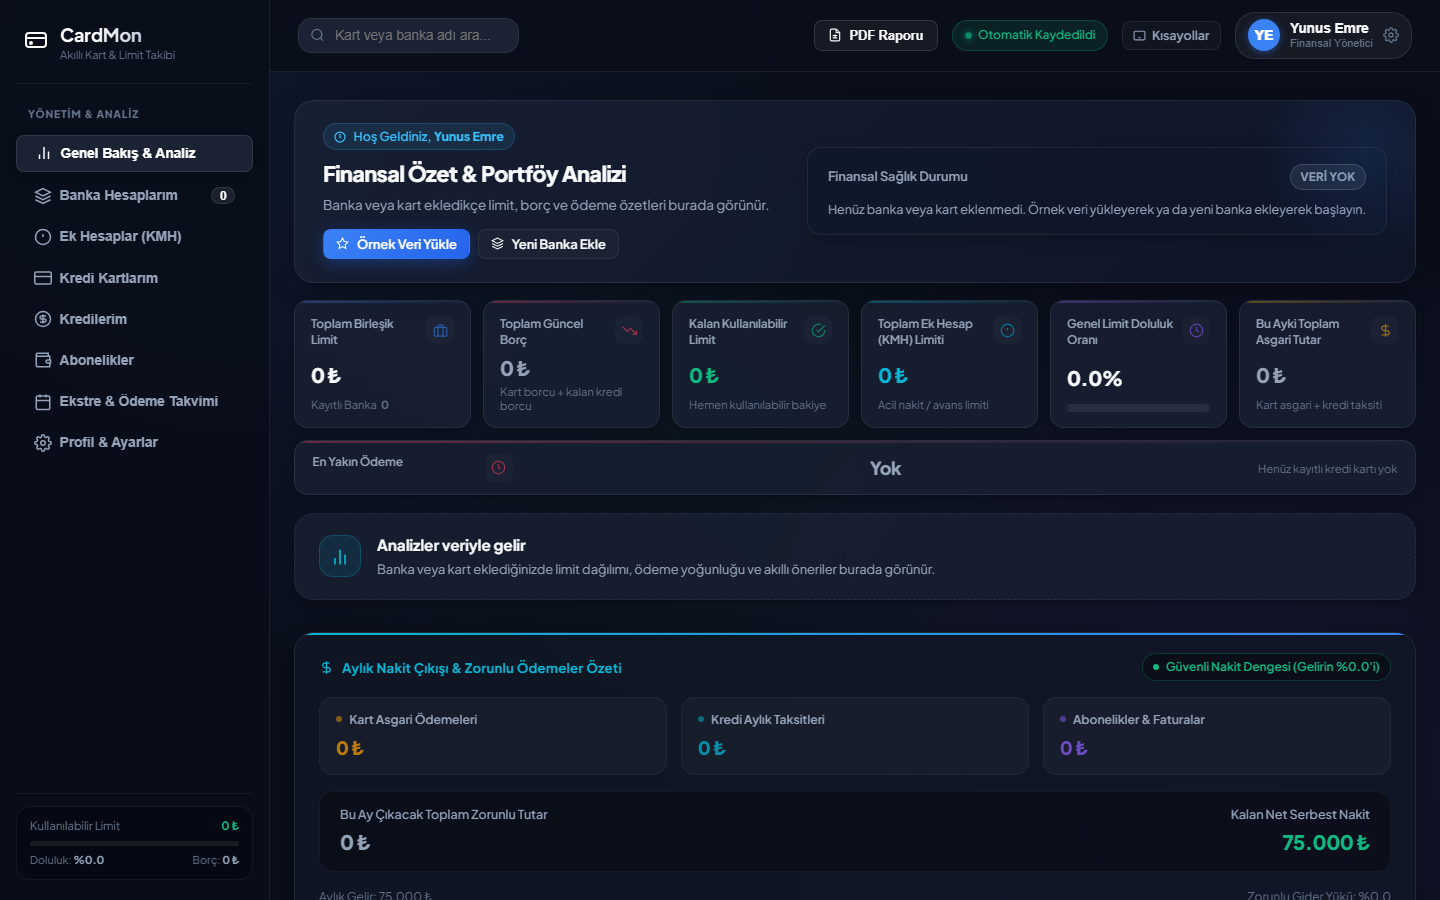 CardMon
Akıllı Kart & Limit Takibi
YÖNETİM & ANALİZ
Genel Bakış & Analiz
Banka Hesaplarım 0
Ek Hesaplar (KMH)
Kredi Kartlarım
Kredilerim
Abonelikler
Ekstre & Ödeme Takvimi
Profil & Ayarlar
Kullanılabilir Limit 0 ₺
Doluluk: %0.0 Borç: 0 ₺
Kart veya banka adı ara...
PDF Raporu
Otomatik Kaydedildi
Kısayollar
YE
Yunus Emre
Finansal Yönetici
Hoş Geldiniz, Yunus Emre
Finansal Özet & Portföy Analizi
Banka veya kart ekledikçe limit, borç ve ödeme özetleri burada görünür.
Örnek Veri Yükle
Yeni Banka Ekle
Finansal Sağlık Durumu
VERİ YOK
Henüz banka veya kart eklenmedi. Örnek veri yükleyerek ya da yeni banka ekleyerek başlayın.
Toplam Birleşik
Limit
0 ₺
Kayıtlı Banka 0
Toplam Güncel
Borç
0 ₺
Kart borcu + kalan kredi
borcu
Kalan Kullanılabilir
Limit
0 ₺
Hemen kullanılabilir bakiye
Toplam Ek Hesap
(KMH) Limiti
0 ₺
Acil nakit / avans limiti
Genel Limit Doluluk
Oranı
0.0%
Bu Ayki Toplam
Asgari Tutar
0 ₺
Kart asgari + kredi taksiti
En Yakın Ödeme
Yok
Henüz kayıtlı kredi kartı yok
Analizler veriyle gelir
Banka veya kart eklediğinizde limit dağılımı, ödeme yoğunluğu ve akıllı öneriler burada görünür.
Aylık Nakit Çıkışı & Zorunlu Ödemeler Özeti
Güvenli Nakit Dengesi (Gelirin %0.0'i)
Kart Asgari Ödemeleri
0 ₺
Kredi Aylık Taksitleri
0 ₺
Abonelikler & Faturalar
0 ₺
Bu Ay Çıkacak Toplam Zorunlu Tutar
0 ₺
Kalan Net Serbest Nakit
75.000 ₺
Aylık Gelir: 75.000 ₺
Zorunlu Gider Yükü: %0.0